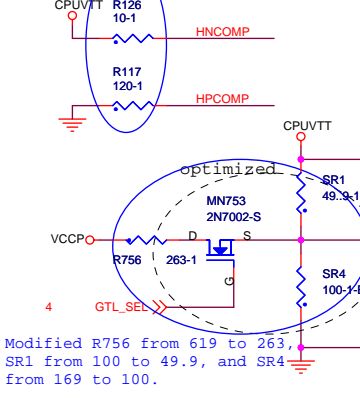 CPUVTT
R126
10-1
HNCOMP
R117
120-1
HPCOMP
CPUVTT
optimized
SR1
49..9-1
MN753
2N7002-S
VCCP
D
S
R756
263-1
G
SR4
100-1-
4
GTL_SEL
Modified R756 from 619 to 263,
SR1 from 100 to 49.9, and SR4
from 169 to 100.